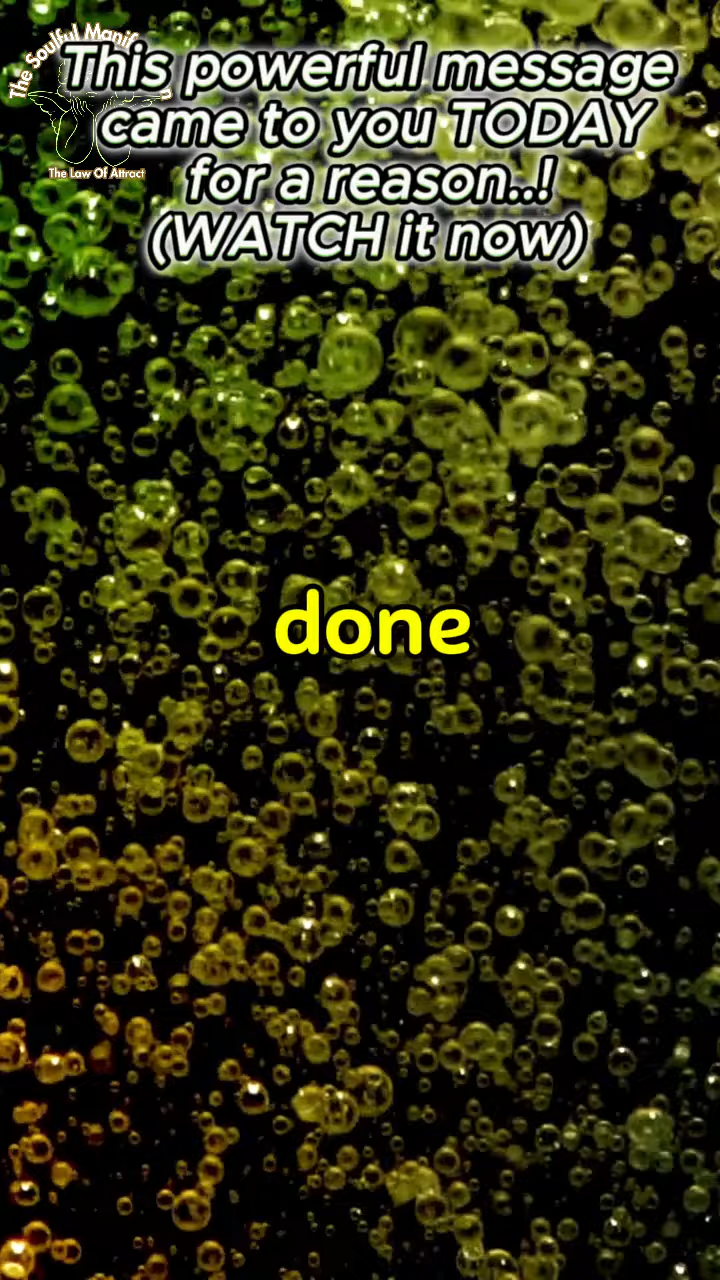 The Soulful Manif
This powerful message
came to you TODAY
for a reason..!
(WATCH it now)
The Law Of Attract
done